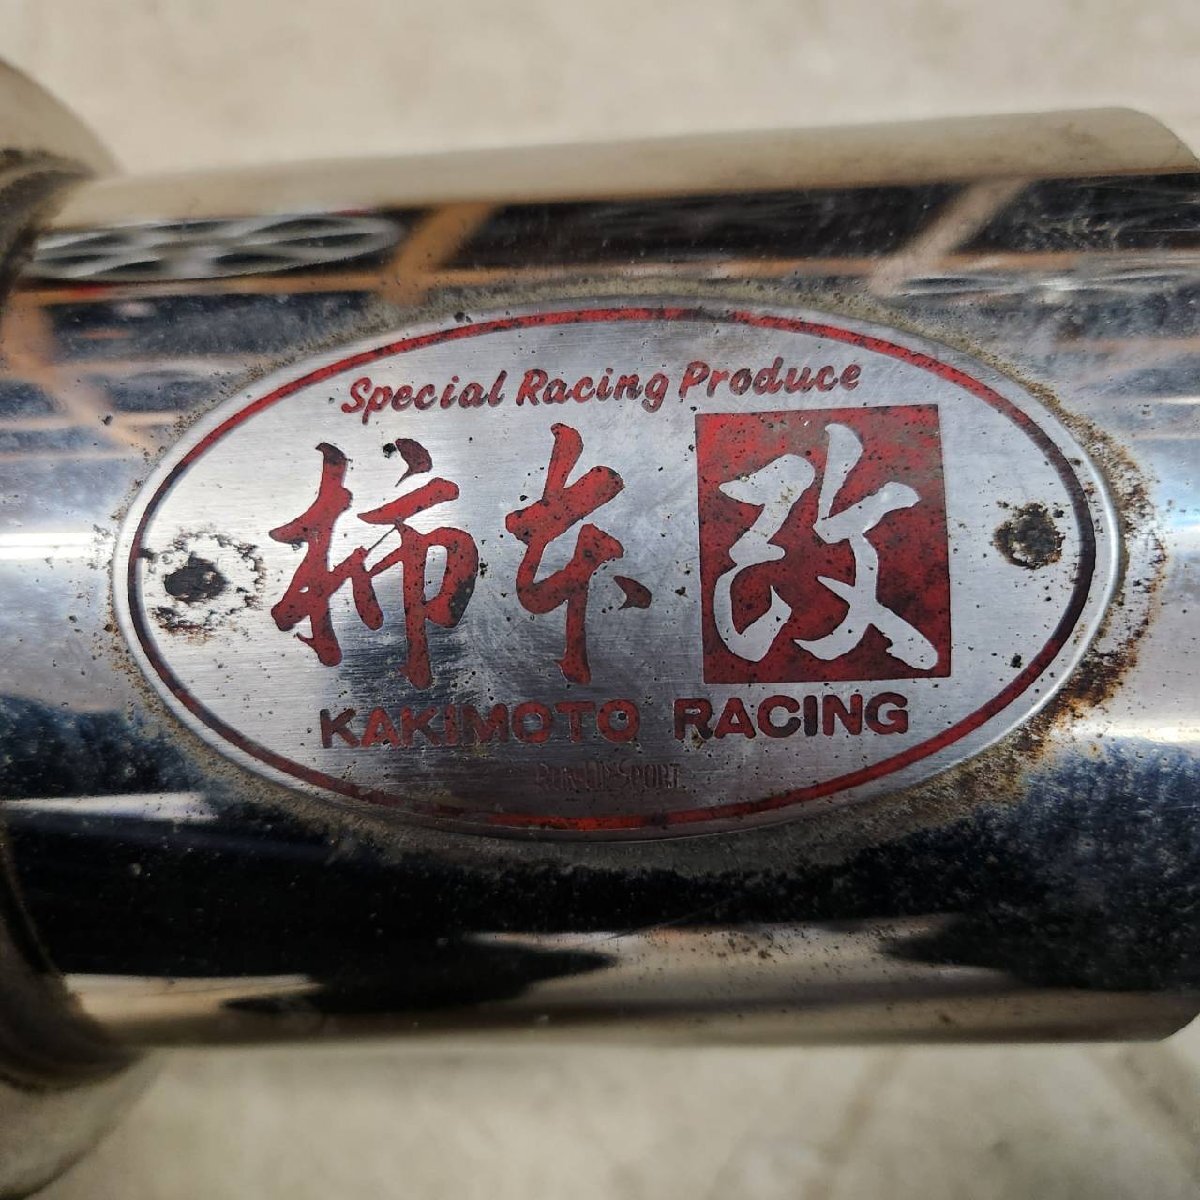 Special Racing Produce
柿本改
KAKIMOTO RACING